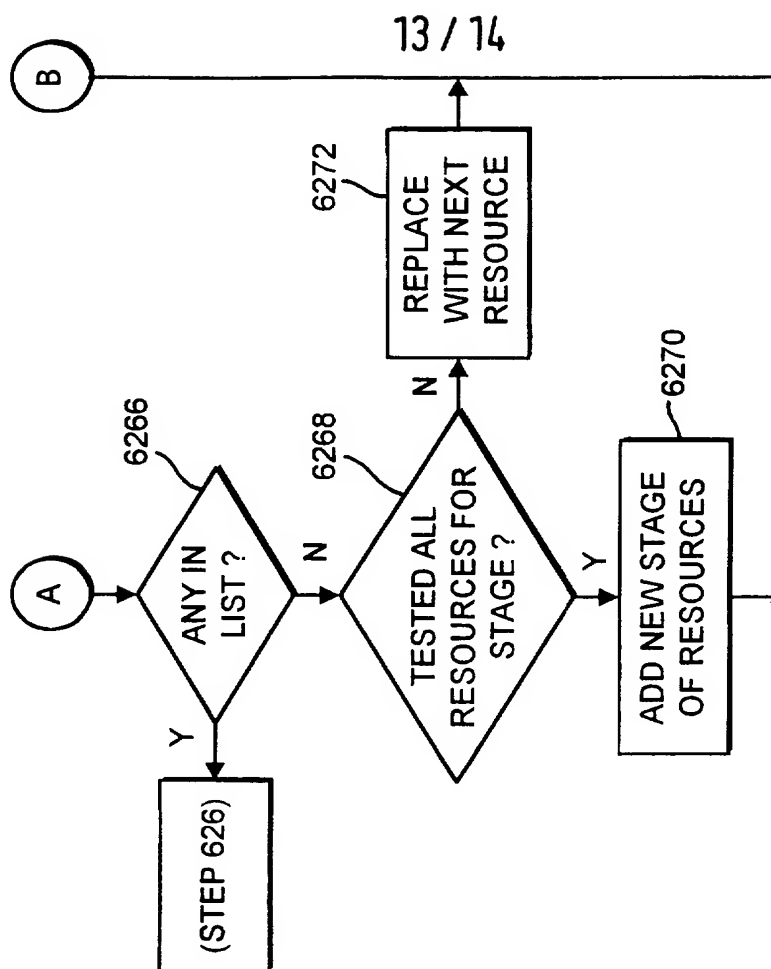 13 / 14
A
B
6266
ANY IN
LIST ?
Y
N
(STEP 626)
6268
TESTED ALL
RESOURCES FOR
STAGE ?
N
Y
6272
REPLACE
WITH NEXT
RESOURCE
6270
ADD NEW STAGE
OF RESOURCES